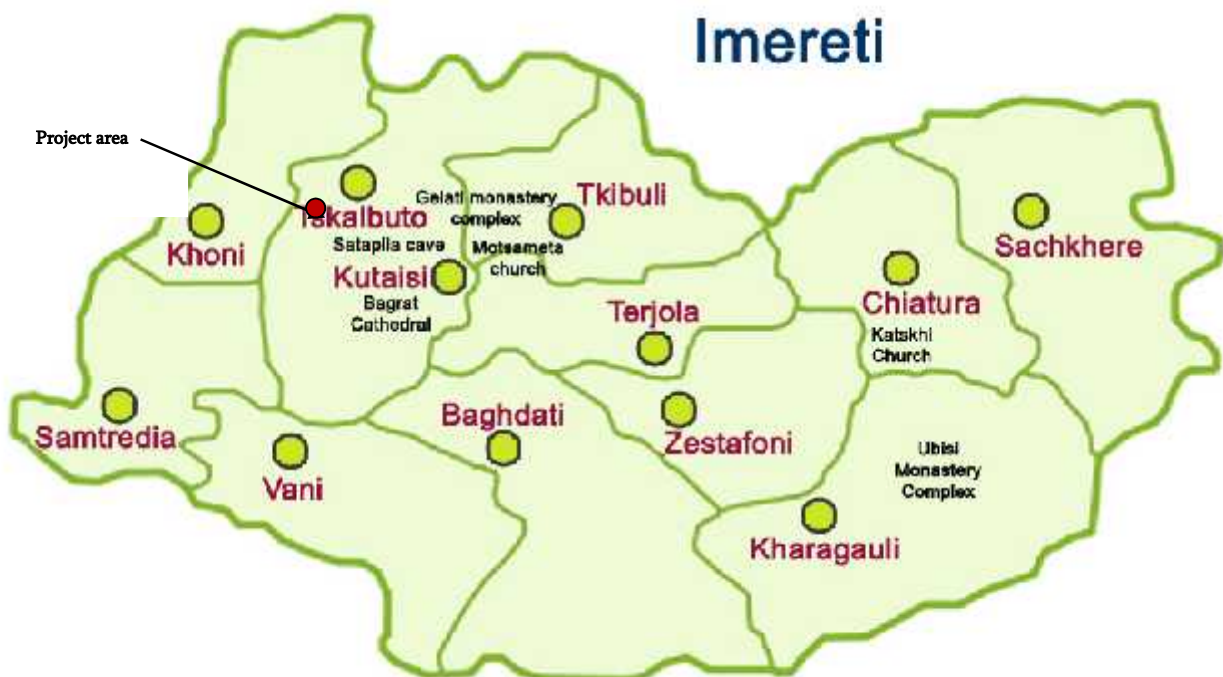 Imereti
Project area
Tskalbuto
Gelati monastery
complex
Tkibuli
Khoni
Sataplia cave
Motsameta
church
Sachkhere
Kutaisi
Bagrat
Cathedral
Terjola
Chiatura
Katskhi
Church
Samtredia
Baghdati
Zestafoni
Vani
Ubisi
Monastery
Complex
Kharagauli